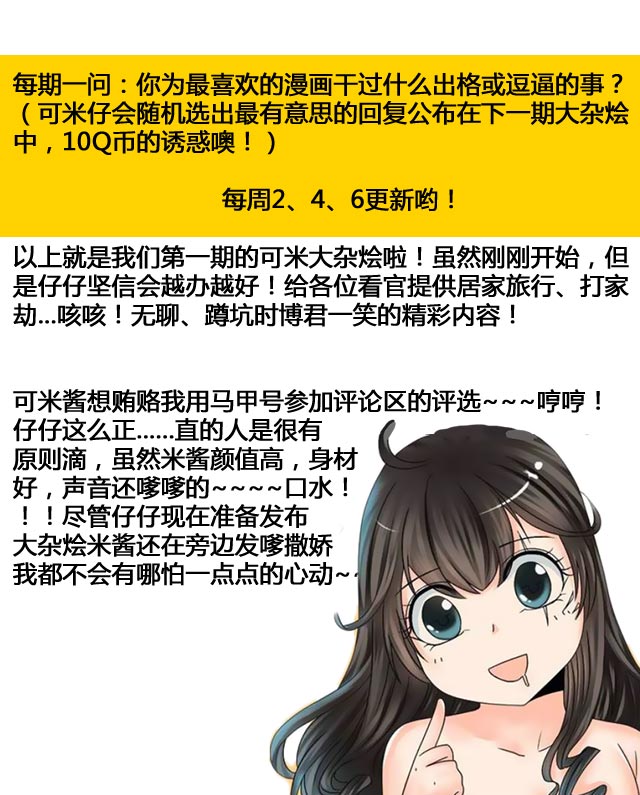 每期一问：你为最喜欢的漫画干过什么出格或逗逼的事？
（可米仔会随机选出最有意思的回复公布在下一期大杂烩
中，10Q币的诱惑噢！）
每周2、4、6更新哟！
以上就是我们第一期的可米大杂烩啦！虽然刚刚开始，但
是仔仔坚信会越办越好！给各位看官提供居家旅行、打家
劫...咳咳！无聊、蹲坑时博君一笑的精彩内容！
可米酱想贿赂我用马甲号参加评论区的评选~~~哼哼！
仔仔这么正......直的人是很有
原则滴，虽然米酱颜值高，身材
好，声音还嗲嗲的~~~~口水！
！！尽管仔仔现在准备发布
大杂烩米酱还在旁边发嗲撒娇
我都不会有哪怕一点点的心动~~